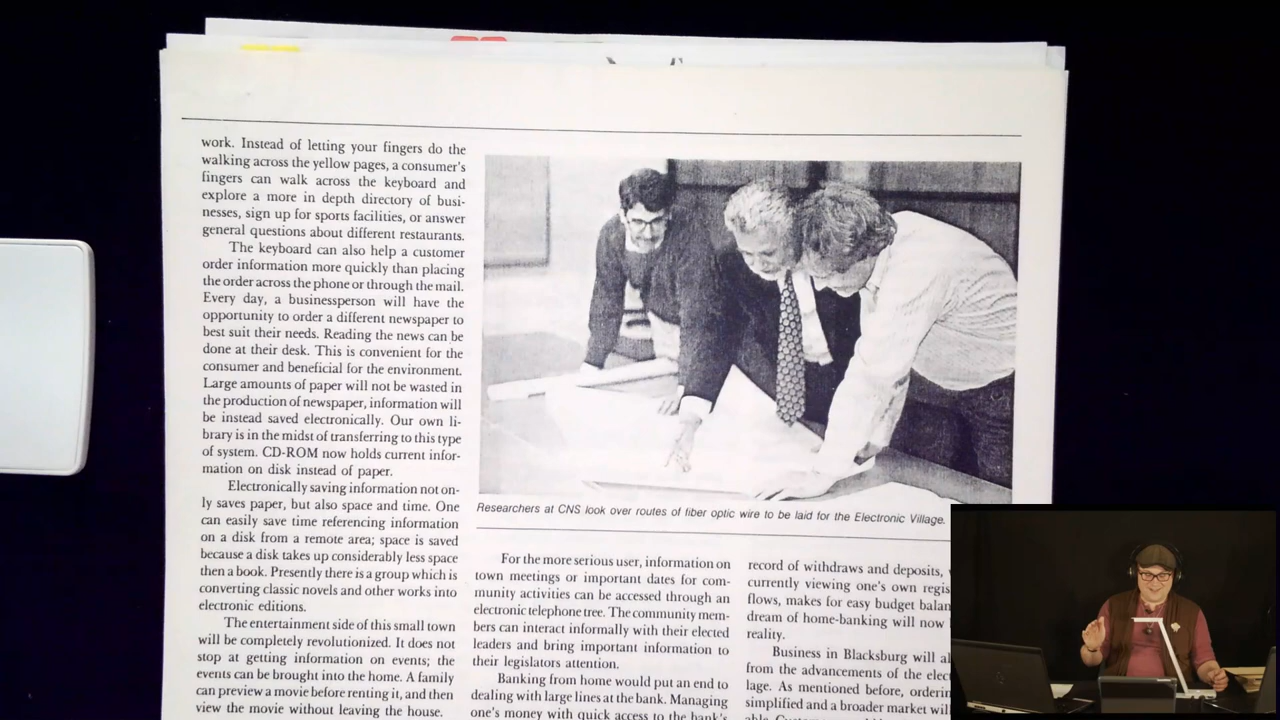 work. Instead of letting your fingers do the
walking across the yellow pages, a consumer's
fingers can walk across the keyboard and
explore a more in depth directory of busi-
nesses, sign up for sports facilities, or answer
general questions about different restaurants.
The keyboard can also help a customer
order information more quickly than placing
the order across the phone or through the mail.
Every day, a businessperson will have the
opportunity to order a different newspaper to
best suit their needs. Reading the news can be
done at their desk. This is convenient for the
consumer and beneficial for the environment.
Large amounts of paper will not be wasted in
the production of newspaper, information will
be instead saved electronically. Our own li-
brary is in the midst of transferring to this type
of system. CD-ROM now holds current infor-
mation on disk instead of paper.
Electronically saving information not on-
ly saves paper, but also space and time. One
can easily save time referencing information
on a disk from a remote area; space is saved
because a disk takes up considerably less space
then a book. Presently there is a group which is
converting classic novels and other works into
electronic editions.
The entertainment side of this small town
will be completely revolutionized. It does not
stop at getting information on events; the
events can be brought into the home. A family
can preview a movie before renting it, and then
view the movie without leaving the house.
Researchers at CNS look over routes of fiber optic wire to be laid for the Electronic Village.
For the more serious user, information on
town meetings or important dates for com-
munity activities can be accessed through an
electronic telephone tree. The community mem-
bers can interact informally with their elected
leaders and bring important information to
their legislators attention.
Banking from home would put an end to
dealing with large lines at the bank. Managing
one's money with quick access to the bank's
record of withdraws and deposits,
currently viewing one's own regis
flows, makes for easy budget balan
dream of home-banking will now
reality.
Business in Blacksburg will al
from the advancements of the elec
lage. As mentioned before, orderin
simplified and a broader market wil